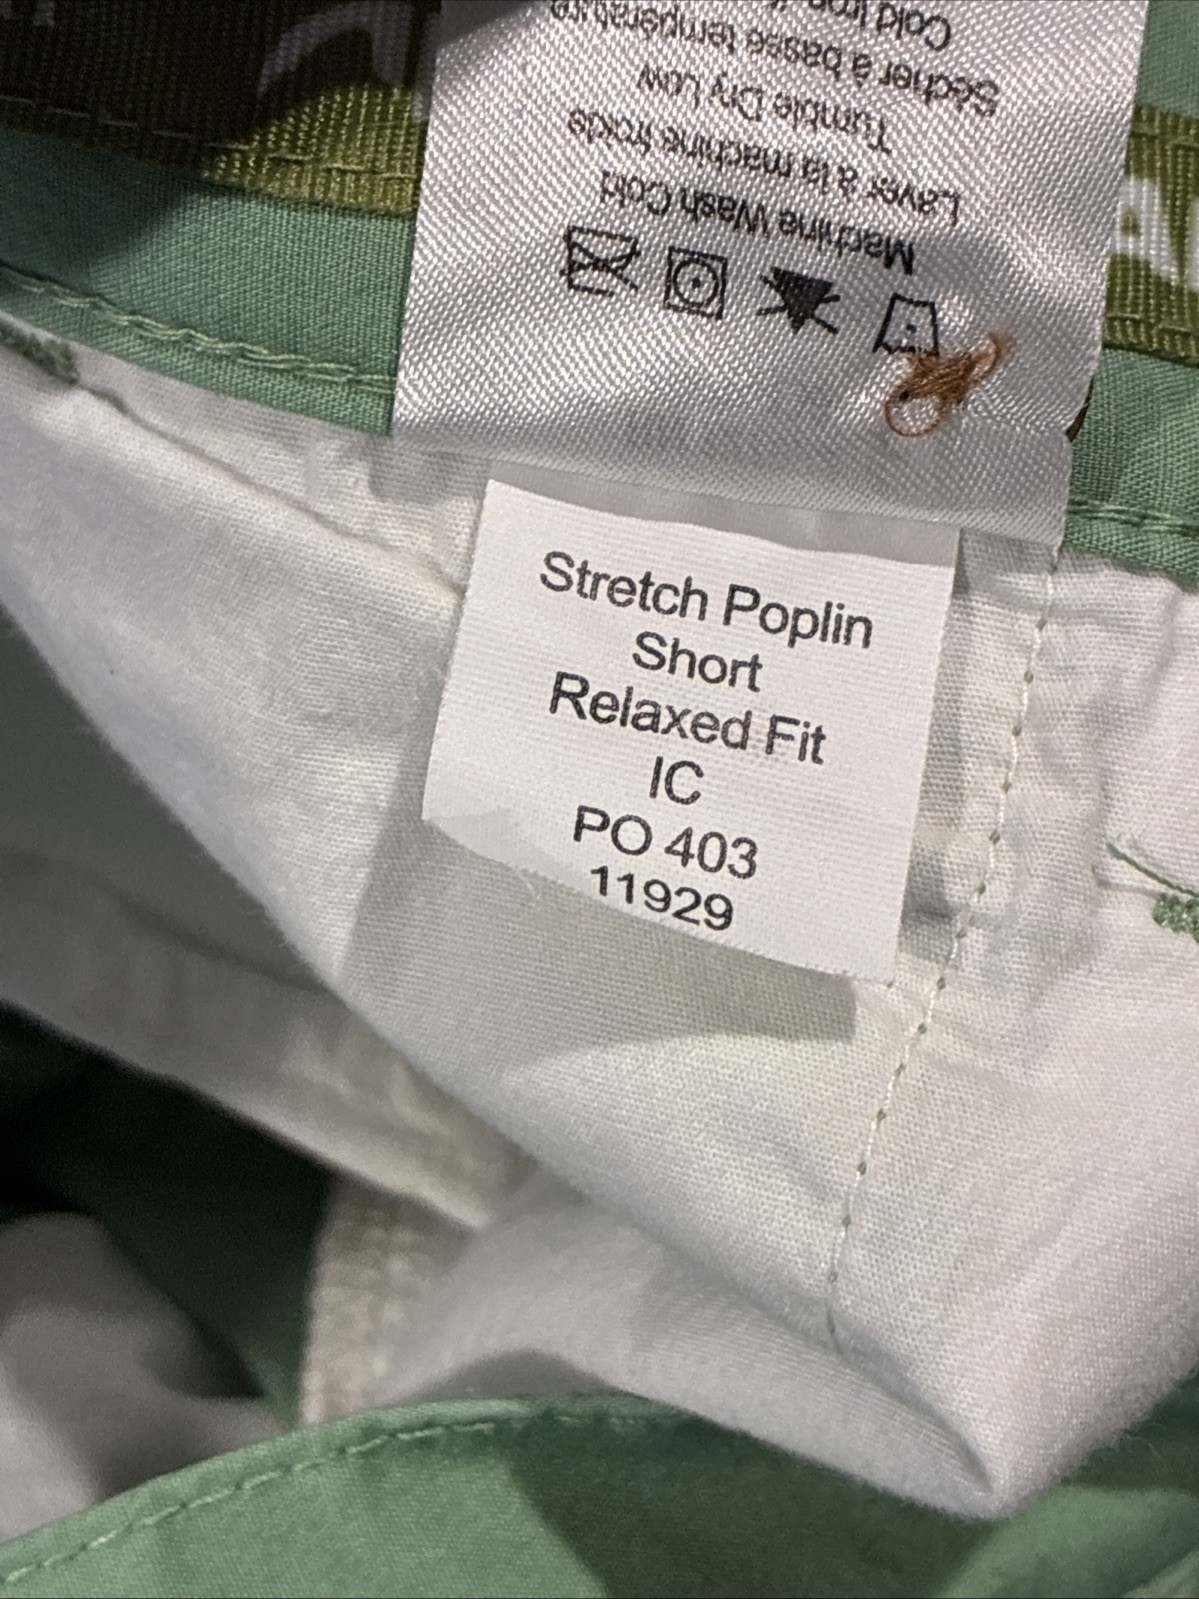 Machine Wash Cold
Laver à la machine froide
Tumble Dry Low
Sécher à basse température
Cold Iron
Stretch Poplin
Short
Relaxed Fit
IC
PO 403
11929